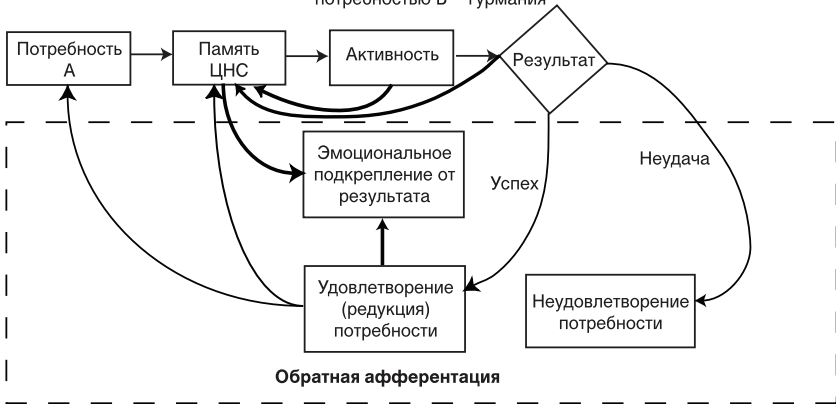 потребностью В – Германия
Потребность
А
Память
ЦНС
Активность
Результат
Эмоциональное
подкрепление от
результата
Успех
Неудача
Удовлетворение
(редукция)
потребности
Неудовлетворение
потребности
Обратная афферентация